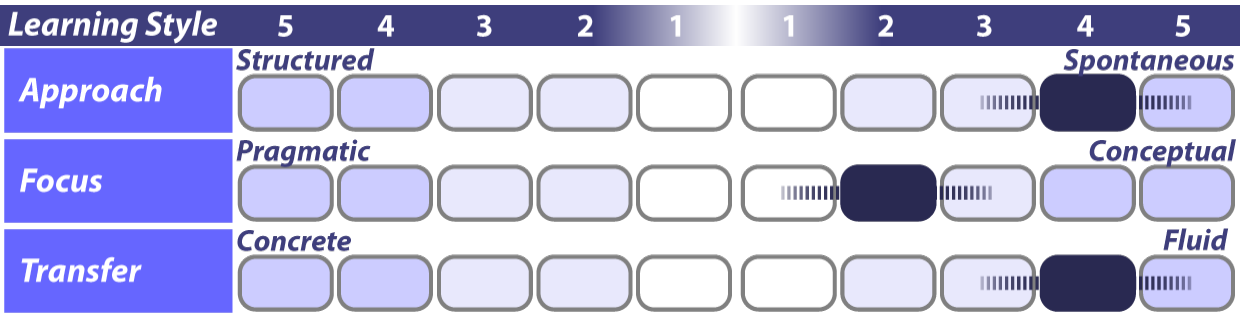 Learning Style 5 4 3 2 1 1 2 3 4 5
Structured Spontaneous
Approach
Pragmatic Conceptual
Focus
Concrete Fluid
Transfer